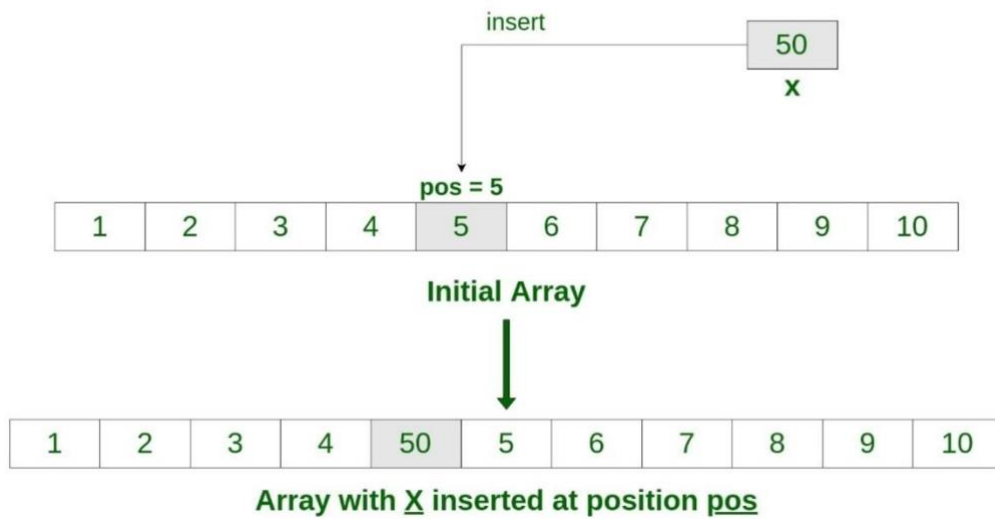 insert
50
x
pos = 5
1 2 3 4 5 6 7 8 9 10
Initial Array
1 2 3 4 50 5 6 7 8 9 10
Array with X inserted at position pos